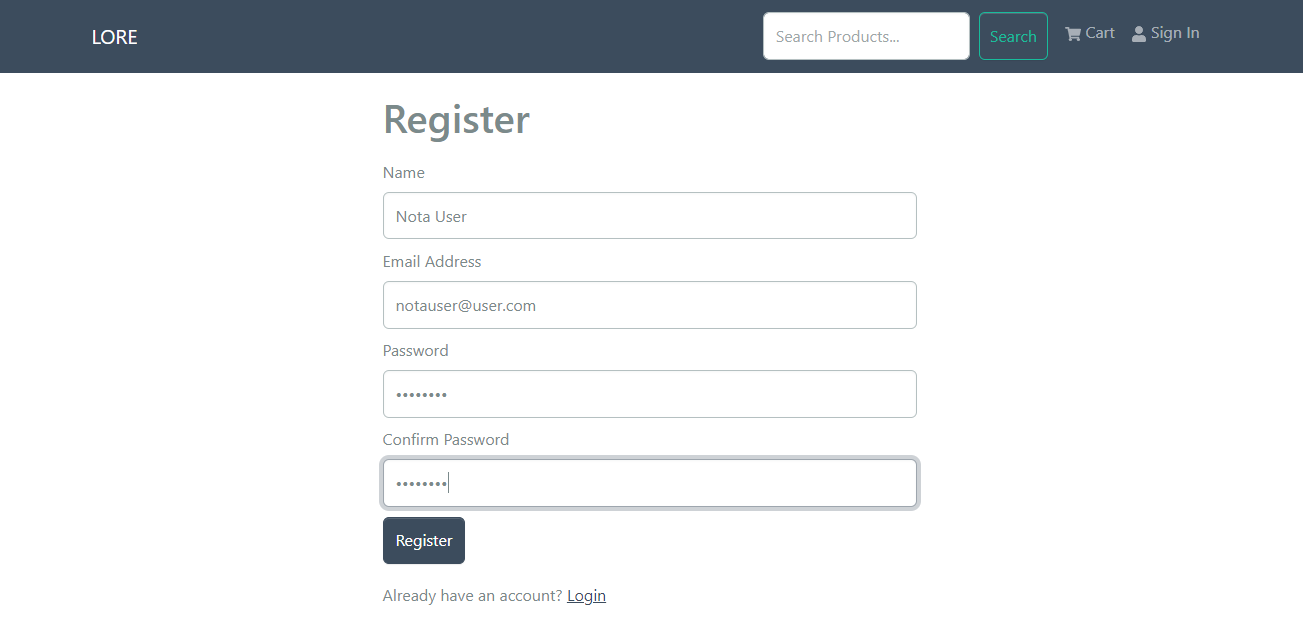 LORE Search Products... Search Cart Sign In
Register
Name
Nota User
Email Address
notauser@user.com
Password
••••••••
Confirm Password
••••••••
Register
Already have an account? Login